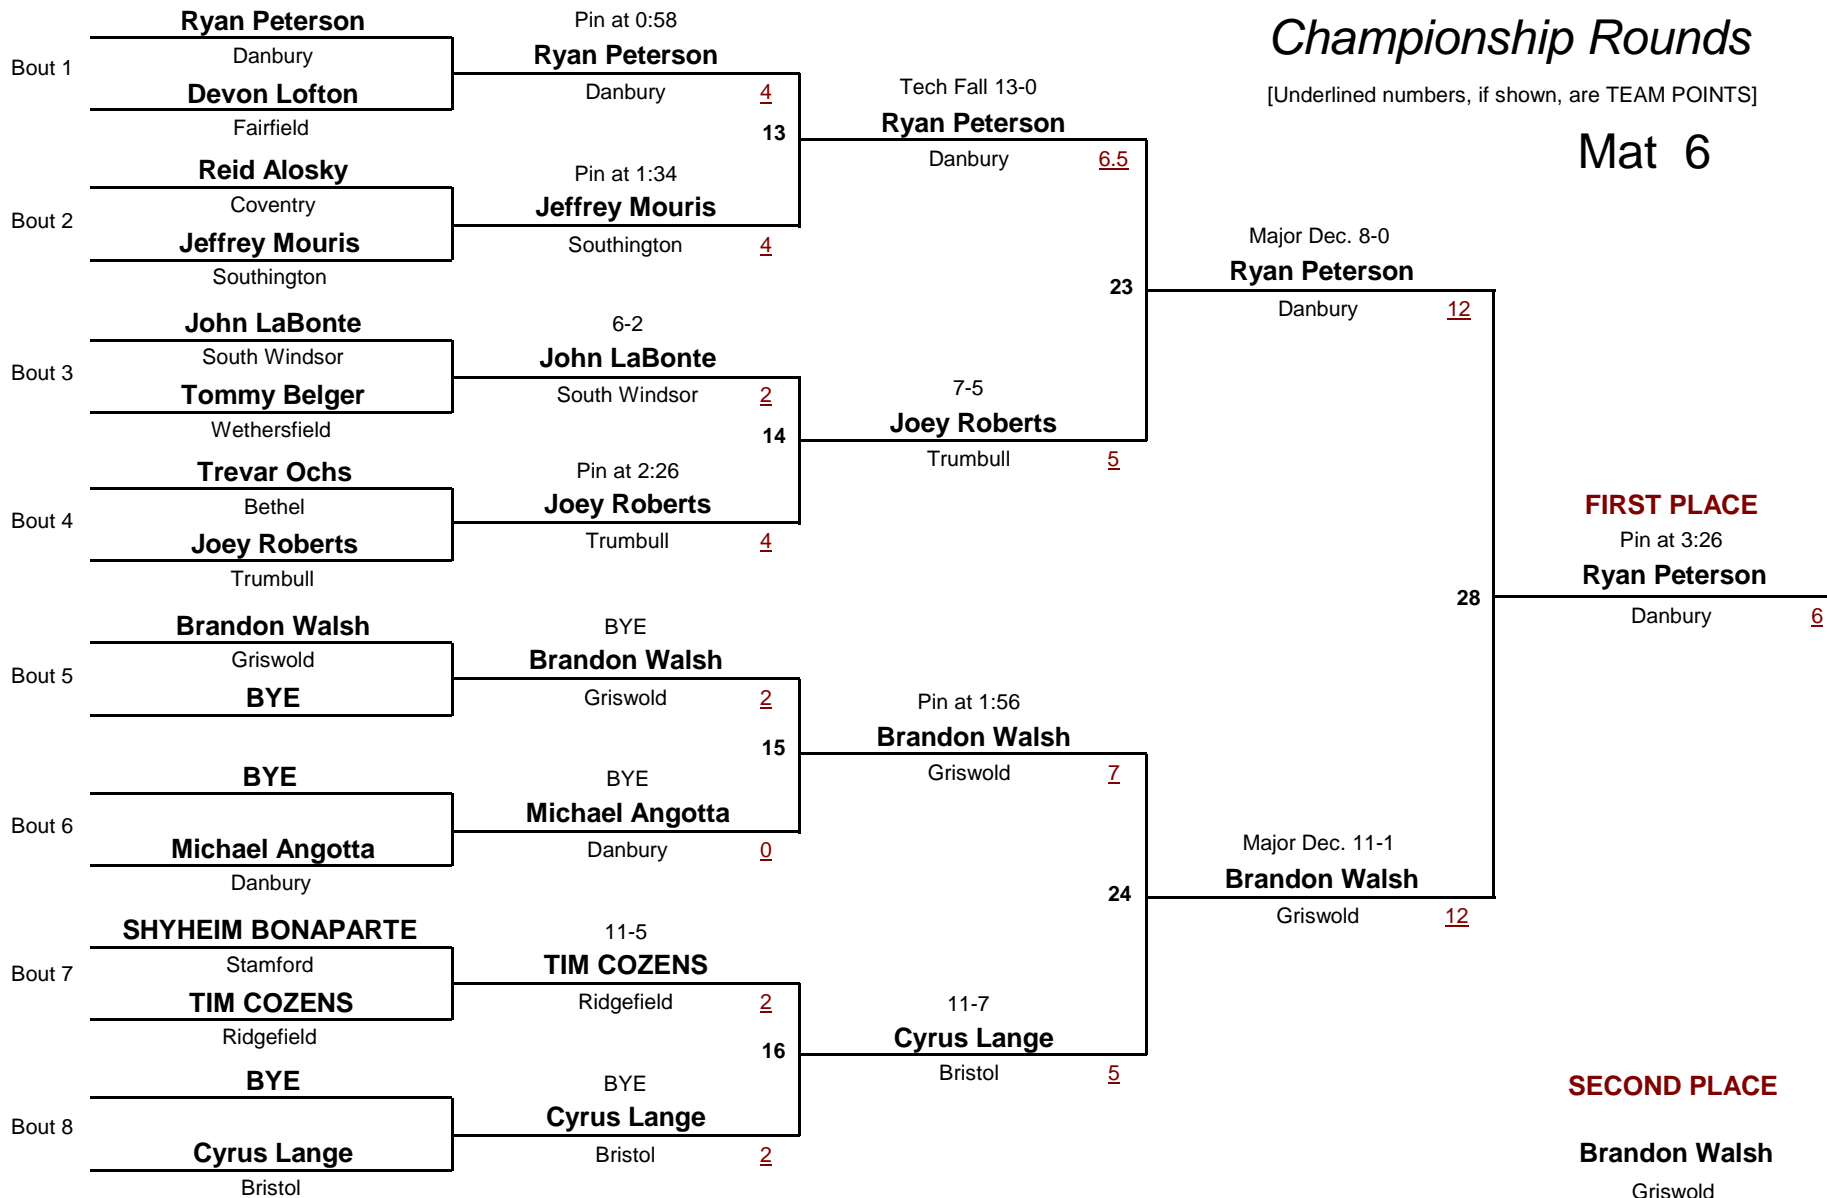 Championship Rounds
[Underlined numbers, if shown, are TEAM POINTS]
Mat 6
Bout 1
Ryan Peterson
Danbury
Devon Lofton
Fairfield
Bout 2
Reid Alosky
Coventry
Jeffrey Mouris
Southington
Bout 3
John LaBonte
South Windsor
Tommy Belger
Wethersfield
Bout 4
Trevar Ochs
Bethel
Joey Roberts
Trumbull
Bout 5
Brandon Walsh
Griswold
BYE
Bout 6
BYE
Michael Angotta
Danbury
Bout 7
SHYHEIM BONAPARTE
Stamford
TIM COZENS
Ridgefield
Bout 8
BYE
Cyrus Lange
Bristol
Pin at 0:58
Ryan Peterson
Danbury 4
13
Pin at 1:34
Jeffrey Mouris
Southington 4
6-2
John LaBonte
South Windsor 2
14
Pin at 2:26
Joey Roberts
Trumbull 4
BYE
Brandon Walsh
Griswold 2
15
BYE
Michael Angotta
Danbury 0
11-5
TIM COZENS
Ridgefield 2
16
BYE
Cyrus Lange
Bristol 2
Tech Fall 13-0
Ryan Peterson
Danbury 6.5
23
7-5
Joey Roberts
Trumbull 5
Pin at 1:56
Brandon Walsh
Griswold 7
24
11-7
Cyrus Lange
Bristol 5
Major Dec. 8-0
Ryan Peterson
Danbury 12
28
Major Dec. 11-1
Brandon Walsh
Griswold 12
FIRST PLACE
Pin at 3:26
Ryan Peterson
Danbury 6
SECOND PLACE
Brandon Walsh
Griswold